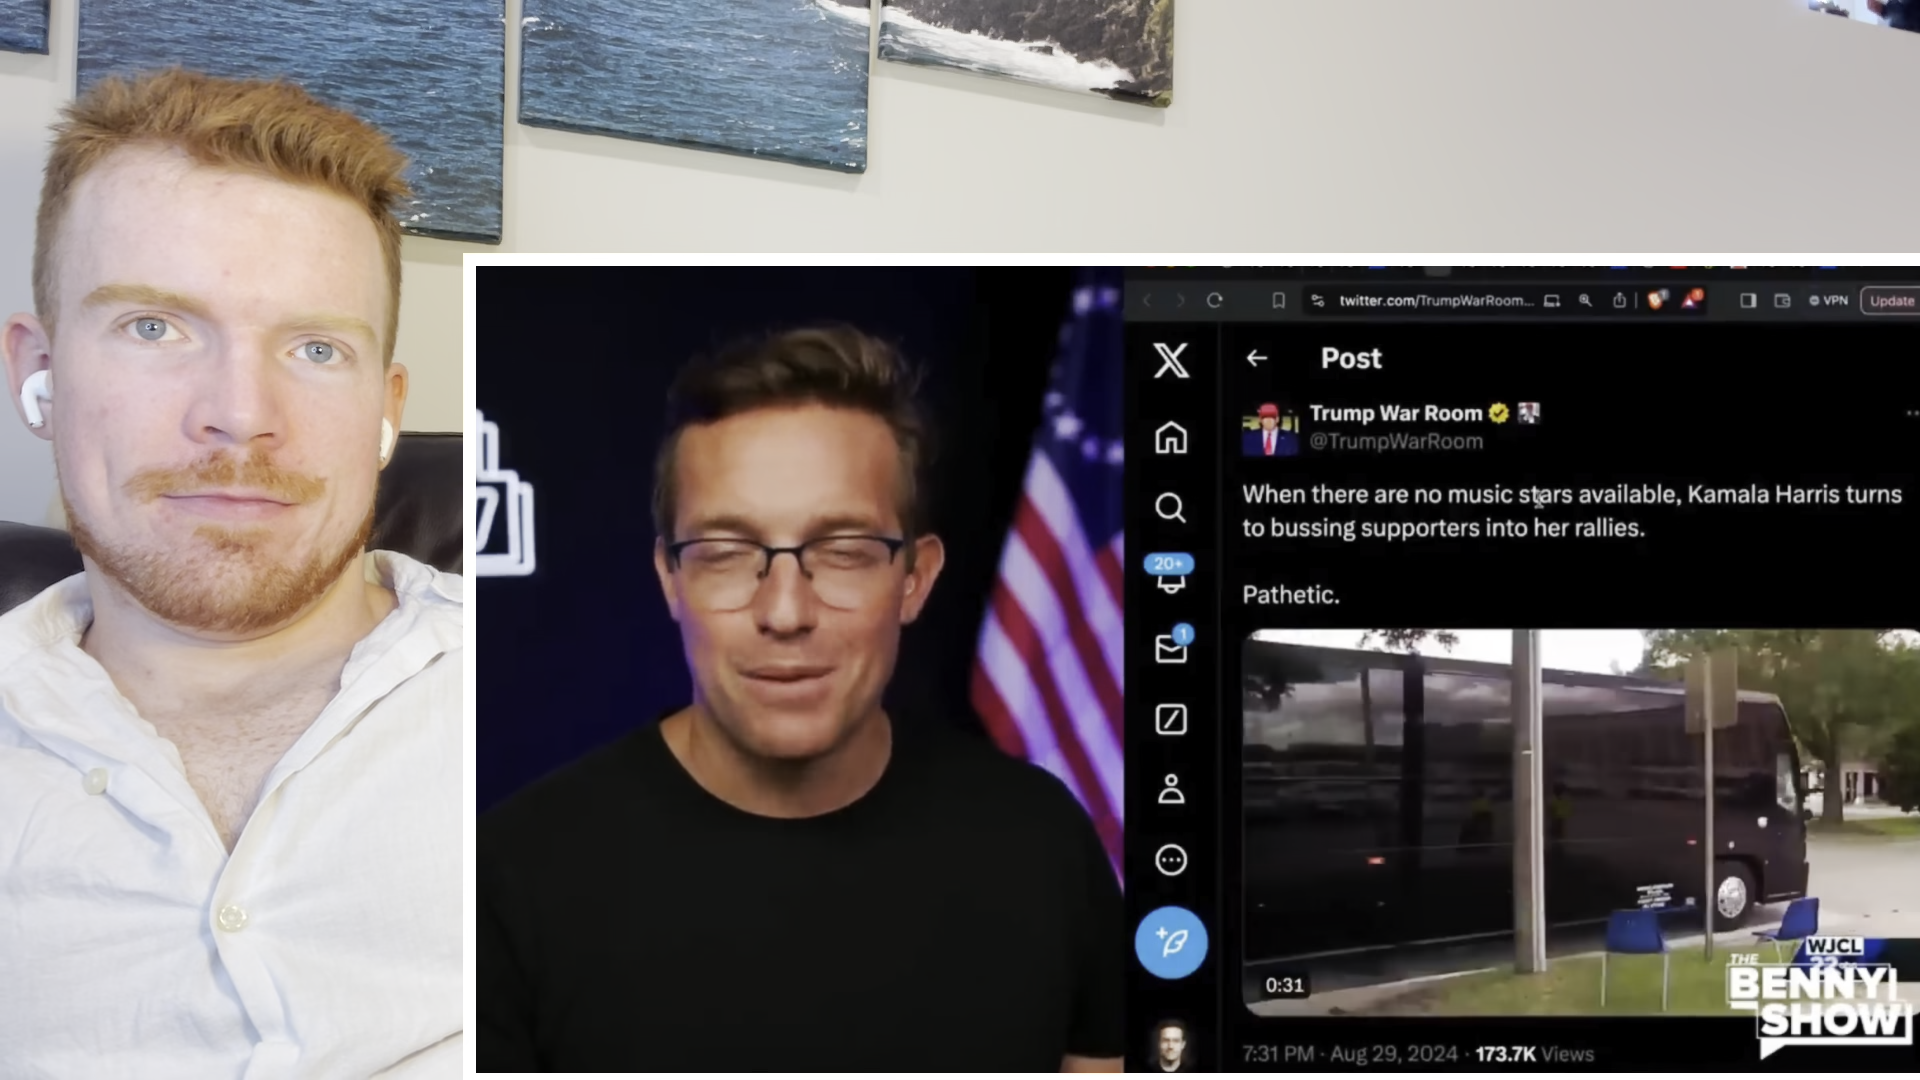 twitter.com/TrumpWarRoom...
VPN
Update
Post
Trump War Room
@TrumpWarRoom
When there are no music stars available, Kamala Harris turns
to bussing supporters into her rallies.
Pathetic.
20+
1
0:31
WJCL
22
THE
BENNY
SHOW
7:31 PM · Aug 29, 2024 · 173.7K Views